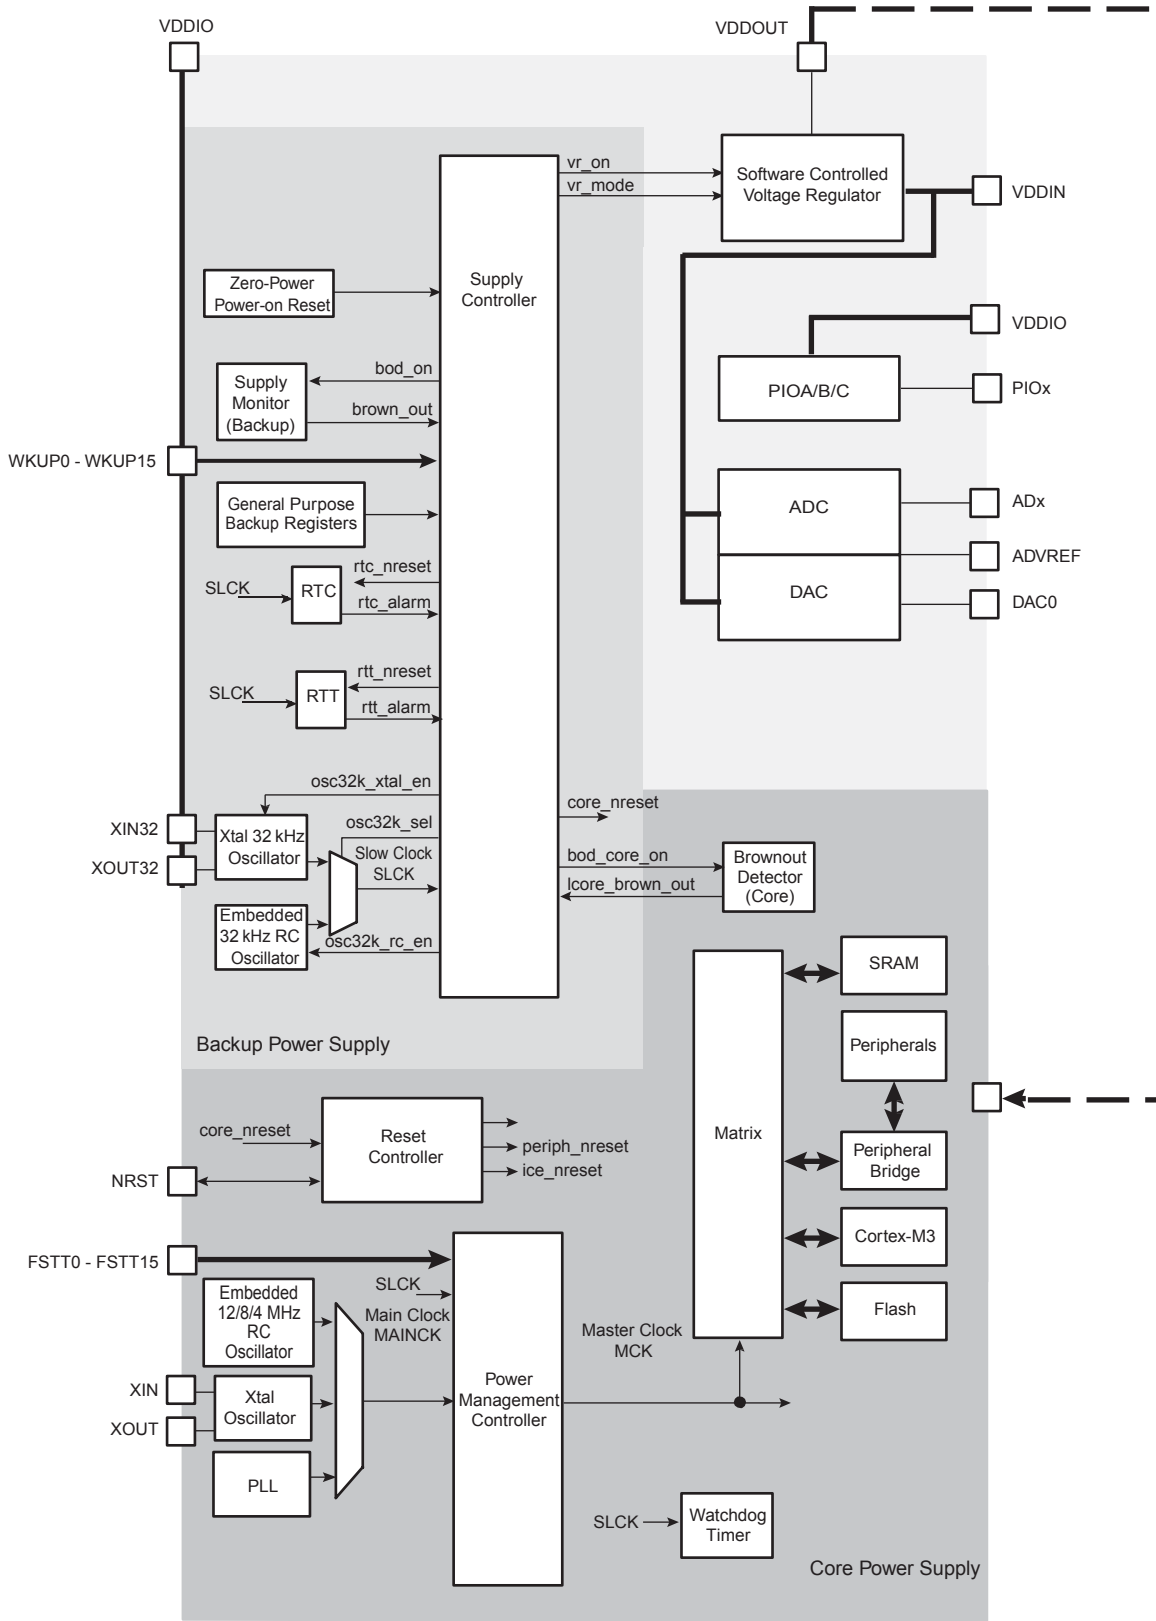 VDDIO
VDDOUT
vr_on
vr_mode
Software Controlled
Voltage Regulator
VDDIN
Zero-Power
Power-on Reset
Supply
Controller
VDDIO
bod_on
Supply
Monitor
(Backup)
brown_out
PIOA/B/C
PIOx
WKUP0 - WKUP15
General Purpose
Backup Registers
ADC
ADx
ADVREF
rtc_nreset
SLCK
RTC
rtc_alarm
DAC
DAC0
rtt_nreset
SLCK
RTT
rtt_alarm
osc32k_xtal_en
core_nreset
XIN32
Xtal 32 kHz
Oscillator
osc32k_sel
XOUT32
Slow Clock
SLCK
bod_core_on
lcore_brown_out
Brownout
Detector
(Core)
Embedded
32 kHz RC
Oscillator
osc32k_rc_en
SRAM
Backup Power Supply
Peripherals
core_nreset
Reset
Controller
periph_nreset
ice_nreset
Matrix
Peripheral
Bridge
NRST
Cortex-M3
FSTT0 - FSTT15
SLCK
Embedded
12/8/4 MHz
RC
Oscillator
Main Clock
MAINCK
Flash
Master Clock
MCK
XIN
Xtal
Oscillator
Power
Management
Controller
XOUT
PLL
SLCK
Watchdog
Timer
Core Power Supply